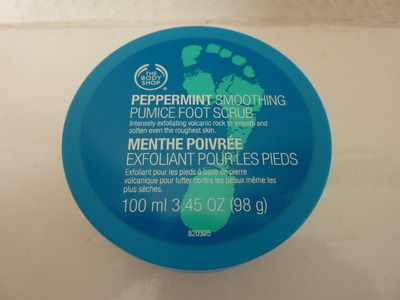 THE
BODY
SHOP®
PEPPERMINT SMOOTHING
PUMICE FOOT SCRUB
Intensely exfoliating volcanic rock to smooth and
soften even the roughest skin.
MENTHE POIVRÉE
EXFOLIANT POUR LES PIEDS
Exfoliant pour les pieds à base de pierre
volcanique pour lutter contre les peaux même les
plus sèches.
100 ml 3.45 OZ (98 g)
820325